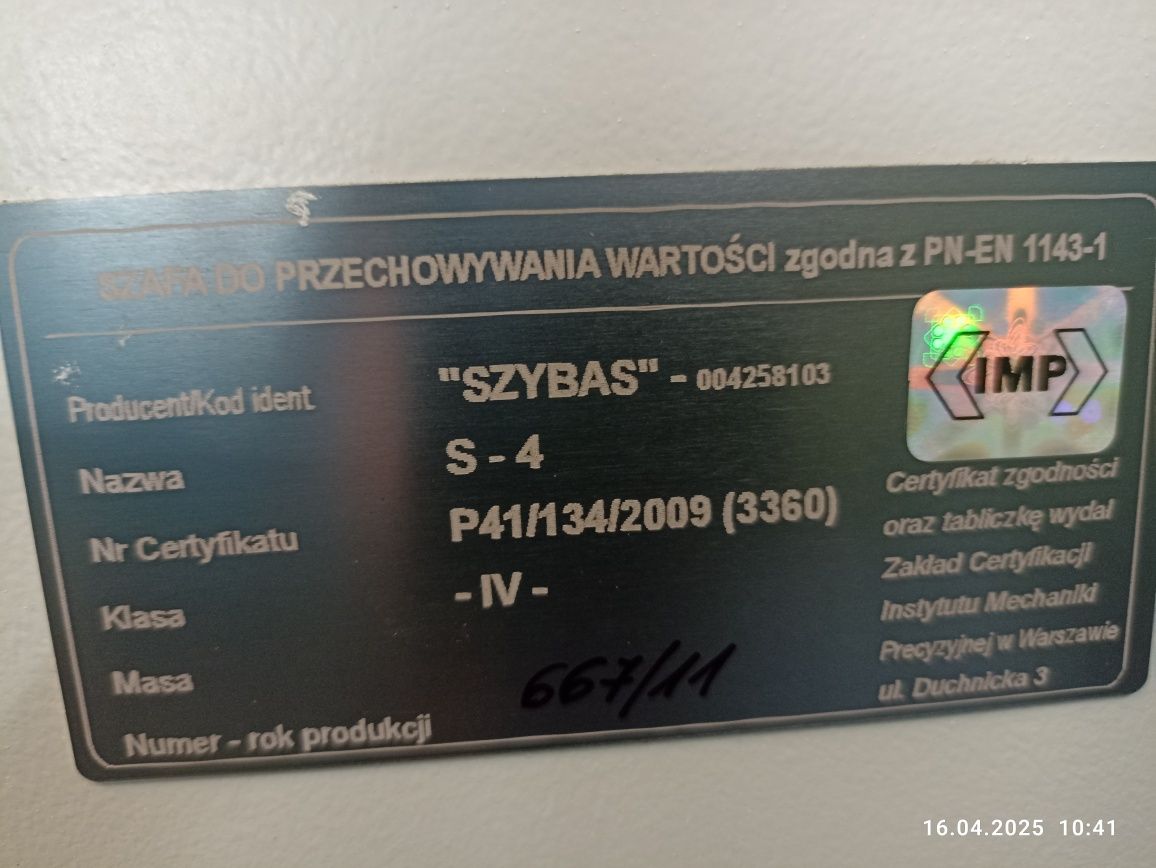 SZAFA DO PRZECHOWYWANIA WARTOŚCI zgodna z PN-EN 1143-1
Producent/Kod ident. "SZYBAS" - 004258103
Nazwa S - 4
Nr Certyfikatu P41/134/2009 (3360)
Klasa - IV -
Masa
Numer - rok produkcji 667/11
IMP
Certyfikat zgodności
oraz tabliczkę wydał
Zakład Certyfikacji
Instytutu Mechaniki
Precyzyjnej w Warszawie
ul. Duchnicka 3
16.04.2025 10:41